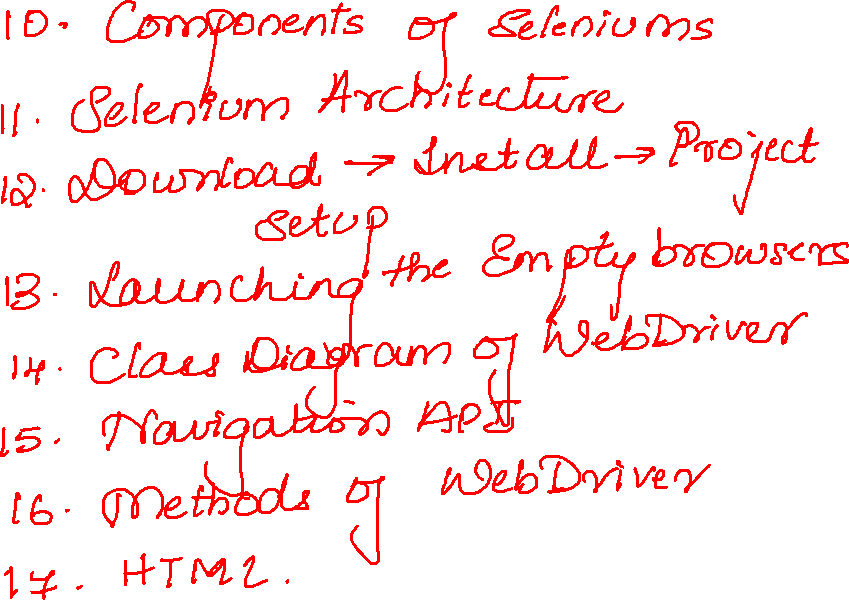 10. Components of Seleniums
11. Selenium Architecture
12. Download → Install → Project
Setup
13. Launching the Empty browsers
14. Class Diagram of WebDriver
15. Navigation API
16. Methods of WebDriver
17. HTML.